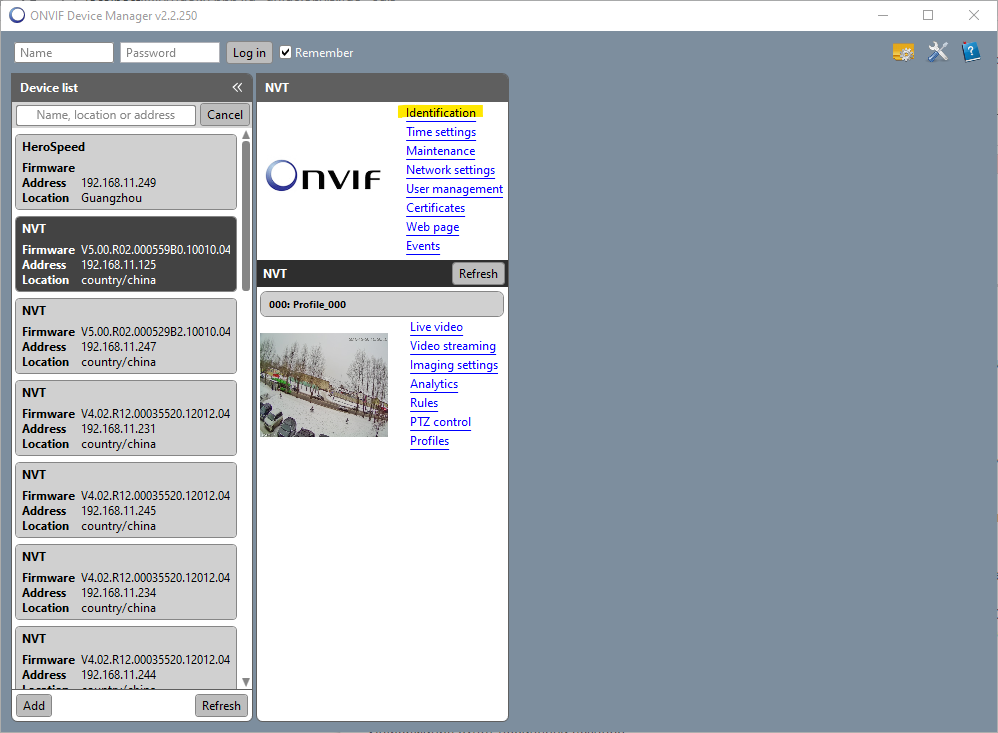 ONVIF Device Manager v2.2.250
Name
Password
Log in
Remember
Device list
Name, location or address
Cancel
HeroSpeed
Firmware
Address 192.168.11.249
Location Guangzhou
NVT
Firmware V5.00.R02.000559B0.10010.04
Address 192.168.11.125
Location country/china
NVT
Firmware V5.00.R02.000529B2.10010.04
Address 192.168.11.247
Location country/china
NVT
Firmware V4.02.R12.00035520.12012.04
Address 192.168.11.231
Location country/china
NVT
Firmware V4.02.R12.00035520.12012.04
Address 192.168.11.245
Location country/china
NVT
Firmware V4.02.R12.00035520.12012.04
Address 192.168.11.234
Location country/china
NVT
Firmware V4.02.R12.00035520.12012.04
Address 192.168.11.244
Location country/china
Add
Refresh
NVT
ONVIF
Identification
Time settings
Maintenance
Network settings
User management
Certificates
Web page
Events
NVT
Refresh
000: Profile_000
Live video
Video streaming
Imaging settings
Analytics
Rules
PTZ control
Profiles